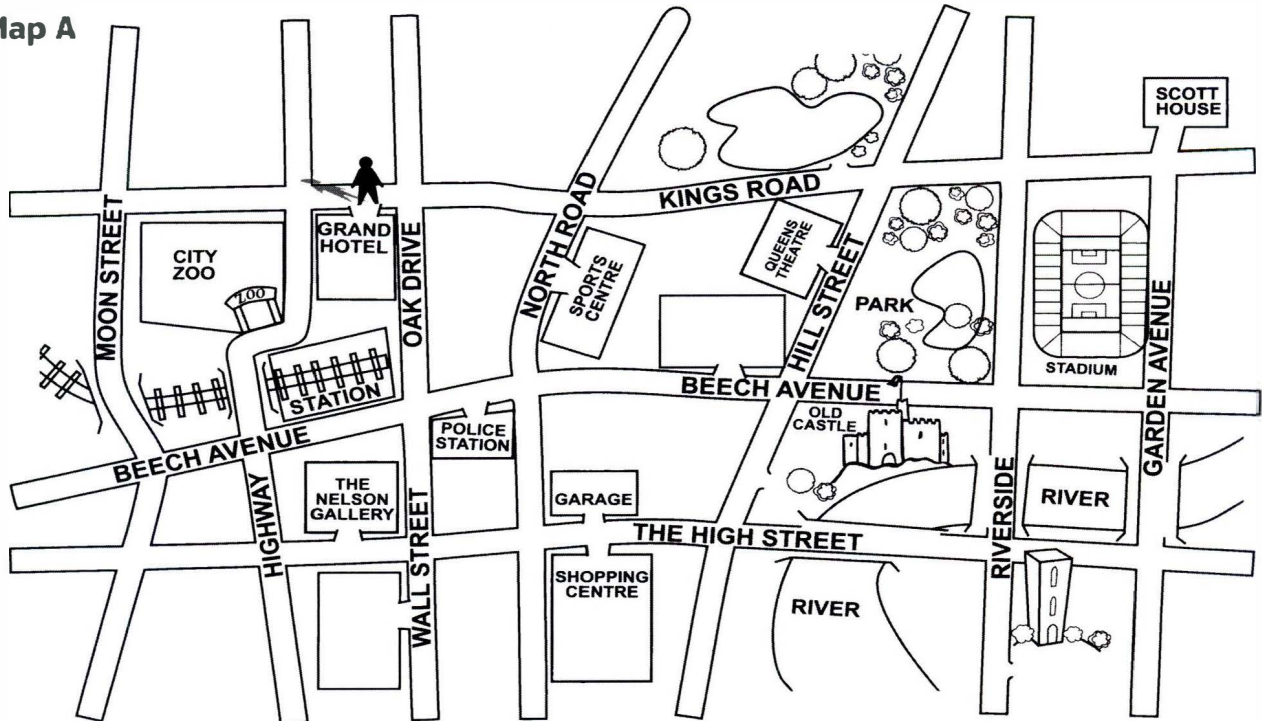 Map A
SCOTT
HOUSE
KINGS ROAD
MOON STREET
CITY
ZOO
ZOO
GRAND
HOTEL
OAK DRIVE
NORTH ROAD
SPORTS
CENTRE
QUEENS
THEATRE
HILL STREET
PARK
STADIUM
GARDEN AVENUE
STATION
BEECH AVENUE
BEECH AVENUE
OLD
CASTLE
POLICE
STATION
THE
NELSON
GALLERY
HIGHWAY
WALL STREET
GARAGE
THE HIGH STREET
SHOPPING
CENTRE
RIVERSIDE
RIVER
RIVER